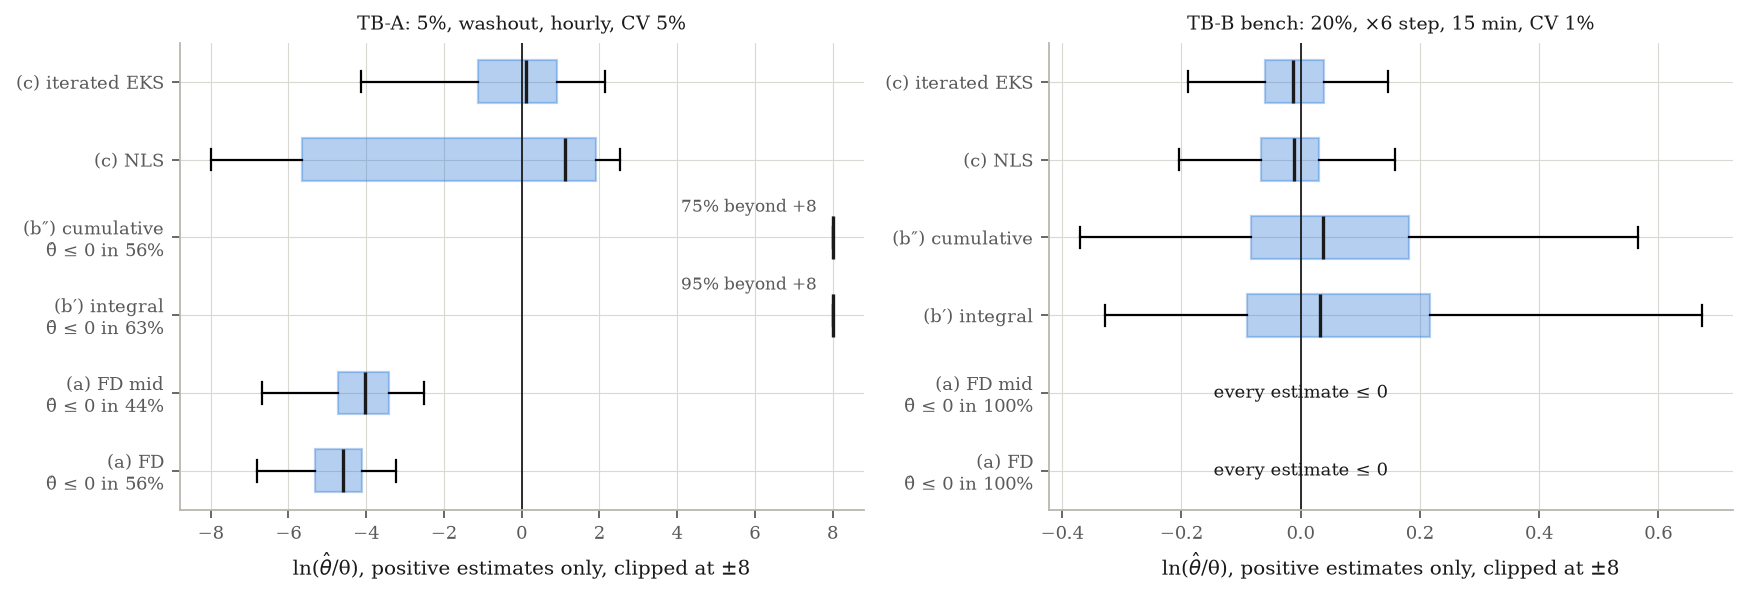 TB-A: 5%, washout, hourly, CV 5%
(c) iterated EKS
(c) NLS
75% beyond +8
(b″) cumulative
θ ≤ 0 in 56%
95% beyond +8
(b′) integral
θ ≤ 0 in 63%
(a) FD mid
θ ≤ 0 in 44%
(a) FD
θ ≤ 0 in 56%
−8 −6 −4 −2 0 2 4 6 8
ln(θ̂/θ), positive estimates only, clipped at ±8
TB-B bench: 20%, ×6 step, 15 min, CV 1%
(c) iterated EKS
(c) NLS
(b″) cumulative
(b′) integral
(a) FD mid
θ ≤ 0 in 100%
every estimate ≤ 0
(a) FD
θ ≤ 0 in 100%
every estimate ≤ 0
−0.4 −0.2 0.0 0.2 0.4 0.6
ln(θ̂/θ), positive estimates only, clipped at ±8